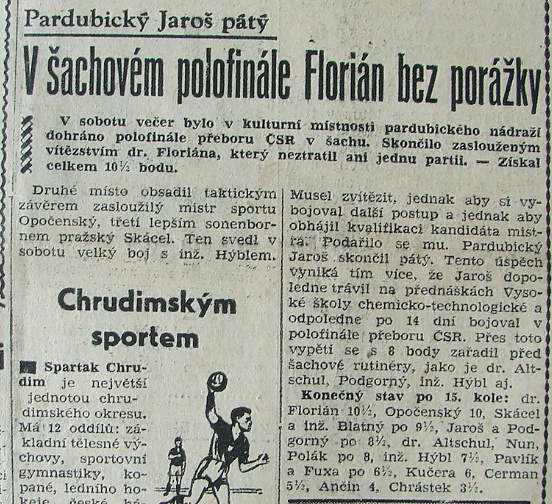 Pardubický Jaroš pátý
V šachovém polofinále Florián bez porážky
V sobotu večer bylo v kulturní místnosti pardubického nádraží
dohráno polofinále přeboru ČSR v šachu. Skončilo zaslouženým
vítězstvím dr. Floriána, který neztratil ani jednu partii. — Získal
celkem 10½ bodu.
Druhé místo obsadil taktickým
závěrem zasloužilý mistr sportu
Opočenský, třetí lepším sonenbor-
nem pražský Skácel. Ten svedl v
sobotu velký boj s inž. Hýblem.
Musel zvítězit, jednak aby si vy-
bojoval další postup a jednak aby
obhájil kvalifikaci kandidáta mist-
ra. Podařilo se mu. Pardubický
Jaroš skončil pátý. Tento úspěch
vyniká tím více, že Jaroš dopo-
ledne trávil na přednáškách Vyso-
ké školy chemicko-technologické a
odpoledne po 14 dní bojoval v
polofinále přeboru ČSR. Přes toto
vypětí se s 8 body zařadil před
šachové rutinéry, jako je dr. Alt-
schul, Podgorný, inž. Hýbl aj.
Konečný stav po 15. kole: dr.
Florián 10½, Opočenský 10, Skácel
a inž. Blatný po 9½, Jaroš a Pod-
gorný po 8½, dr. Altschul, Nun,
Polák po 8, inž. Hýbl 7½, Pavlík
a Fuxa po 6½, Kučera 6, Cerman
5½, Ančin 4, Chrástek 3½.
Chrudimským
sportem
Spartak Chru-
dim je největší
jednotou chru-
dimského okresu.
Má 12 oddílů: zá-
kladní tělesné vý-
chovy, sportovní
gymnastiky, ko-
pané, ledního ho-